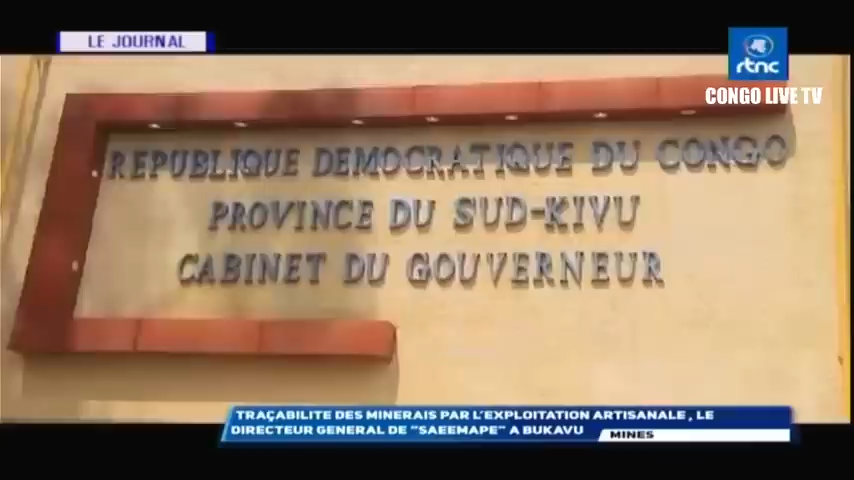 LE JOURNAL
rtnc
CONGO LIVE TV
REPUBLIQUE DEMOCRATIQUE DU CONGO
PROVINCE DU SUD-KIVU
CABINET DU GOUVERNEUR
TRAÇABILITE DES MINERAIS PAR L'EXPLOITATION ARTISANALE, LE
DIRECTEUR GENERAL DE "SAEEMAPE" A BUKAVU
MINES